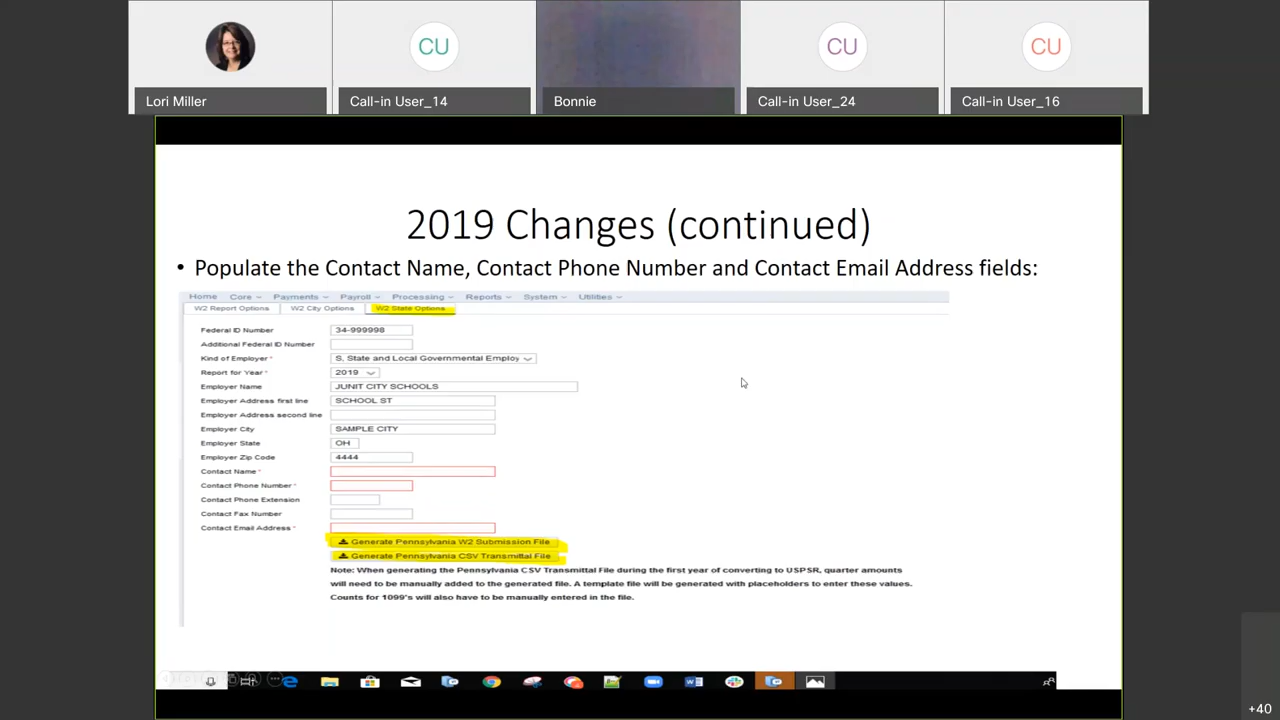 CU
CU
CU
Lori Miller
Call-in User_14
Bonnie
Call-in User_24
Call-in User_16
2019 Changes (continued)
• Populate the Contact Name, Contact Phone Number and Contact Email Address fields:
Home Core Payments Payroll Processing Reports System Utilities
W2 Report Options W2 City Options W2 State Options
Federal ID Number 34-999998
Additional Federal ID Number
Kind of Employer * S, State and Local Governmental Employ
Report for Year * 2019
Employer Name JUNIT CITY SCHOOLS
Employer Address first line SCHOOL ST
Employer Address second line
Employer City SAMPLE CITY
Employer State OH
Employer Zip Code 4444
Contact Name *
Contact Phone Number *
Contact Phone Extension
Contact Fax Number
Contact Email Address *
Generate Pennsylvania W2 Submission File
Generate Pennsylvania CSV Transmittal File
Note: When generating the Pennsylvania CSV Transmittal File during the first year of converting to USPSR, quarter amounts
will need to be manually added to the generated file. A template file will be generated with placeholders to enter these values.
Counts for 1099's will also have to be manually entered in the file.
+40